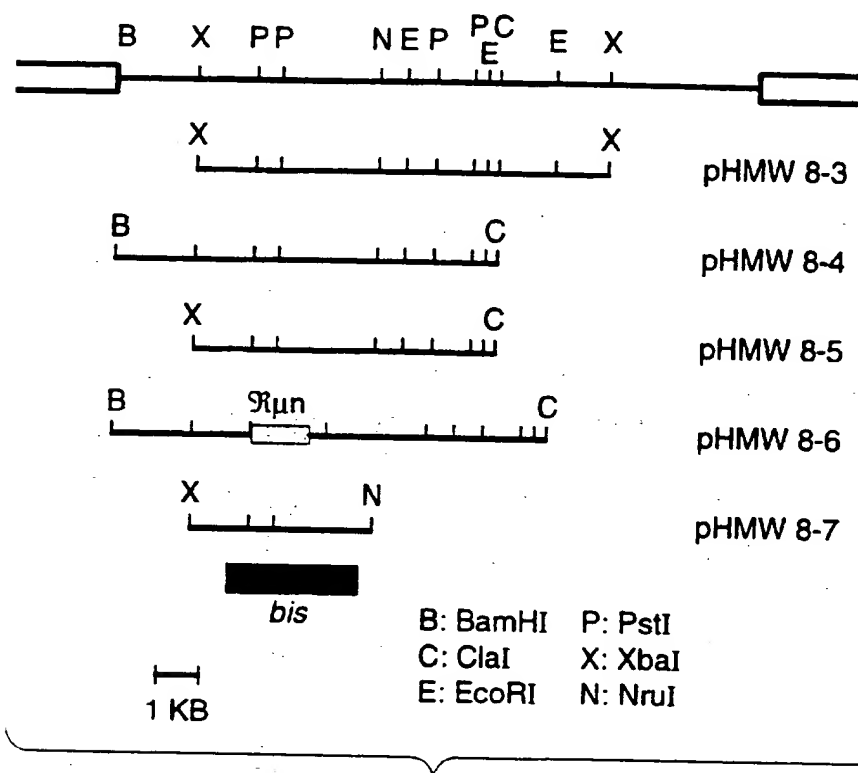 B X P P N E P P E C E X
X X
pHMW 8-3
B C
pHMW 8-4
X C
pHMW 8-5
B ℜμn C
pHMW 8-6
X N
pHMW 8-7
bis
B: BamHI P: PstI
C: ClaI X: XbaI
E: EcoRI N: NruI
1 KB